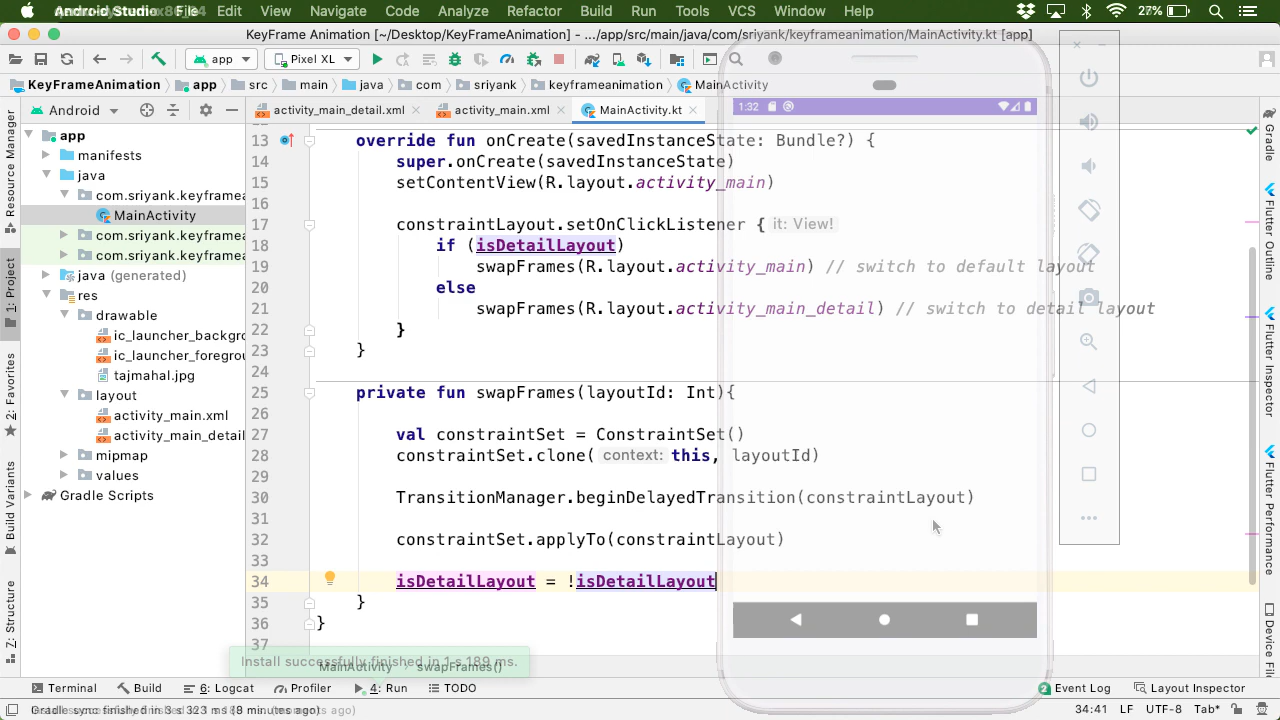 AndroidStudio File Edit View Navigate Code Analyze Refactor Build Run Tools VCS Window Help 27%
KeyFrame Animation [~/Desktop/KeyFrameAnimation] - .../app/src/main/java/com/sriyank/keyframeanimation/MainActivity.kt [app]
app Pixel XL
KeyFrameAnimation app src main java com sriyank keyframeanimation MainActivity
Android activity_main_detail.xml activity_main.xml MainActivity.kt 1:32
app
manifests
java
com.sriyank.keyframea
MainActivity
com.sriyank.keyframea
com.sriyank.keyframea
java (generated)
res
drawable
ic_launcher_backgro
ic_launcher_foregrou
tajmahal.jpg
layout
activity_main.xml
activity_main_detail
mipmap
values
Gradle Scripts
13 override fun onCreate(savedInstanceState: Bundle?) {
14 super.onCreate(savedInstanceState)
15 setContentView(R.layout.activity_main)
16
17 constraintLayout.setOnClickListener { it: View!
18 if (isDetailLayout)
19 swapFrames(R.layout.activity_main) // switch to default layout
20 else
21 swapFrames(R.layout.activity_main_detail) // switch to detail layout
22 }
23 }
24
25 private fun swapFrames(layoutId: Int){
26
27 val constraintSet = ConstraintSet()
28 constraintSet.clone( context: this, layoutId)
29
30 TransitionManager.beginDelayedTransition(constraintLayout)
31
32 constraintSet.applyTo(constraintLayout)
33
34 isDetailLayout = !isDetailLayout
35 }
36 }
37
Install successfully finished in 1 s 189 ms.
MainActivity swapFrames()
Resource Manager
1: Project
2: Favorites
Build Variants
Z: Structure
Gradle
Flutter Outline
Flutter Inspector
Flutter Performance
Device Fil
Terminal Build 6: Logcat Profiler 4: Run TODO 2 Event Log Layout Inspector
34:41 LF UTF-8 Tab*